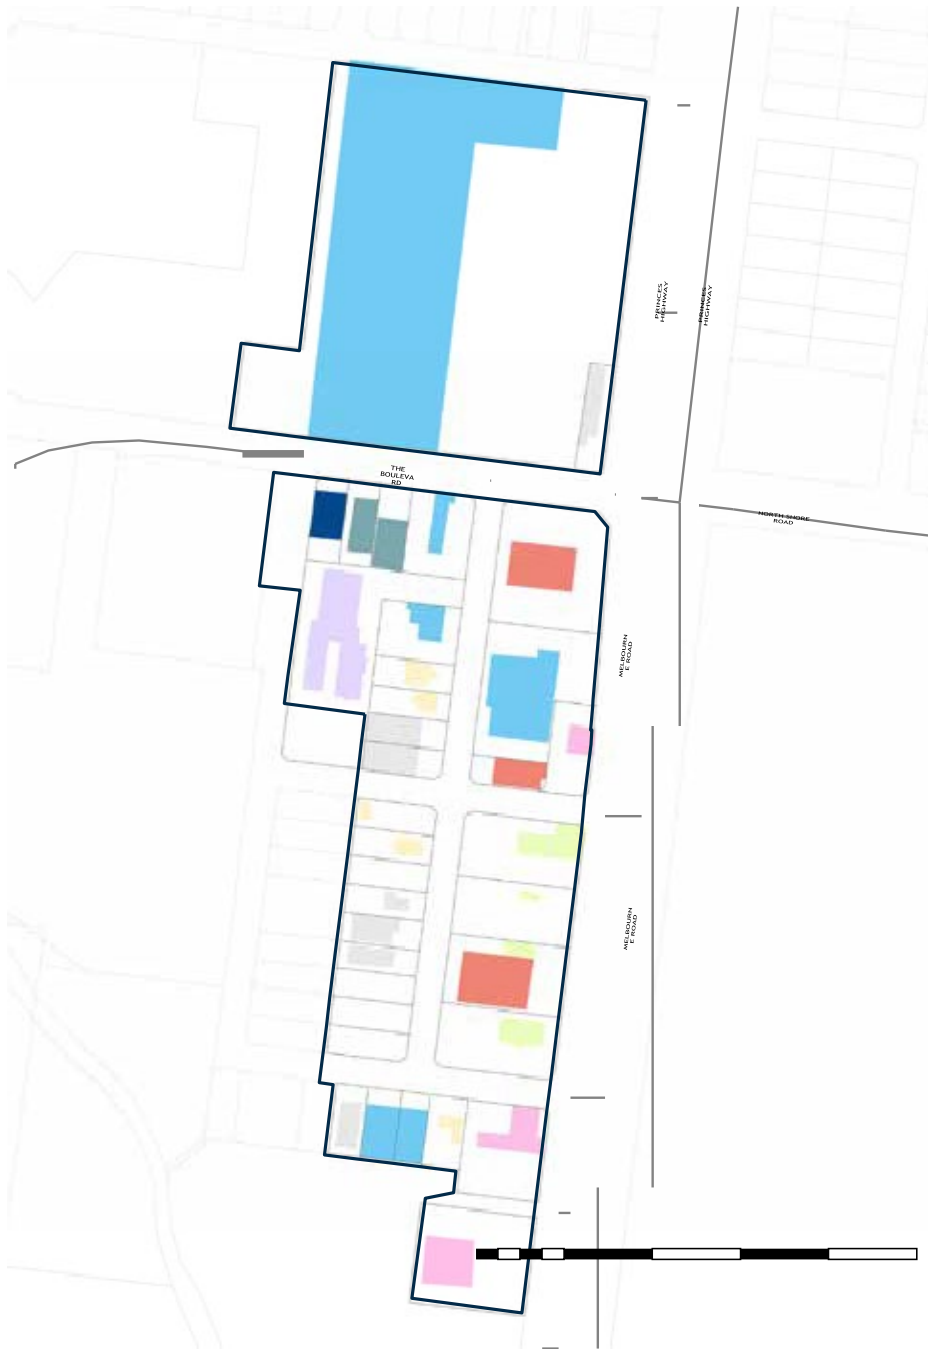 PRINCES
HIGHWAY
PRINCES
HIGHWAY
THE
BOULEVA
RD
NORTH SHORE
ROAD
MELBOURN
E ROAD
MELBOURN
E ROAD